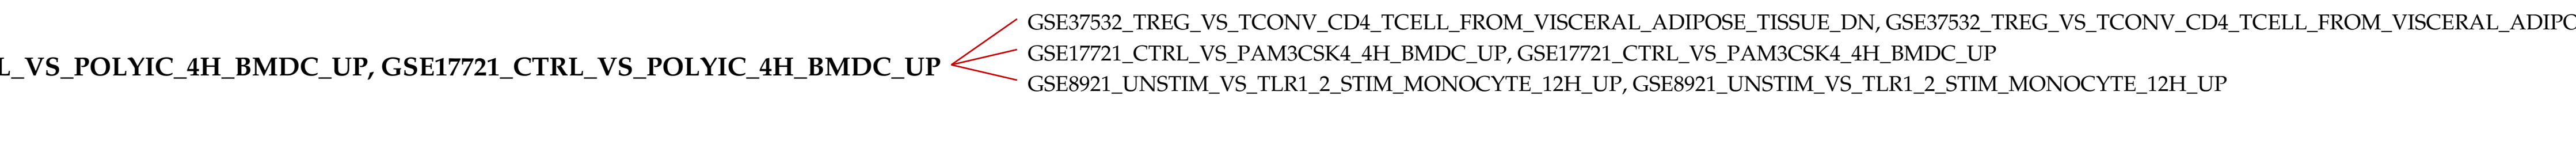 GSE37532_TREG_VS_TCONV_CD4_TCELL_FROM_VISCERAL_ADIPOSE_TISSUE_DN, GSE37532_TREG_VS_TCONV_CD4_TCELL_FROM_VISCERAL_ADIPO
L_VS_POLYIC_4H_BMDC_UP, GSE17721_CTRL_VS_POLYIC_4H_BMDC_UP
GSE17721_CTRL_VS_PAM3CSK4_4H_BMDC_UP, GSE17721_CTRL_VS_PAM3CSK4_4H_BMDC_UP
GSE8921_UNSTIM_VS_TLR1_2_STIM_MONOCYTE_12H_UP, GSE8921_UNSTIM_VS_TLR1_2_STIM_MONOCYTE_12H_UP